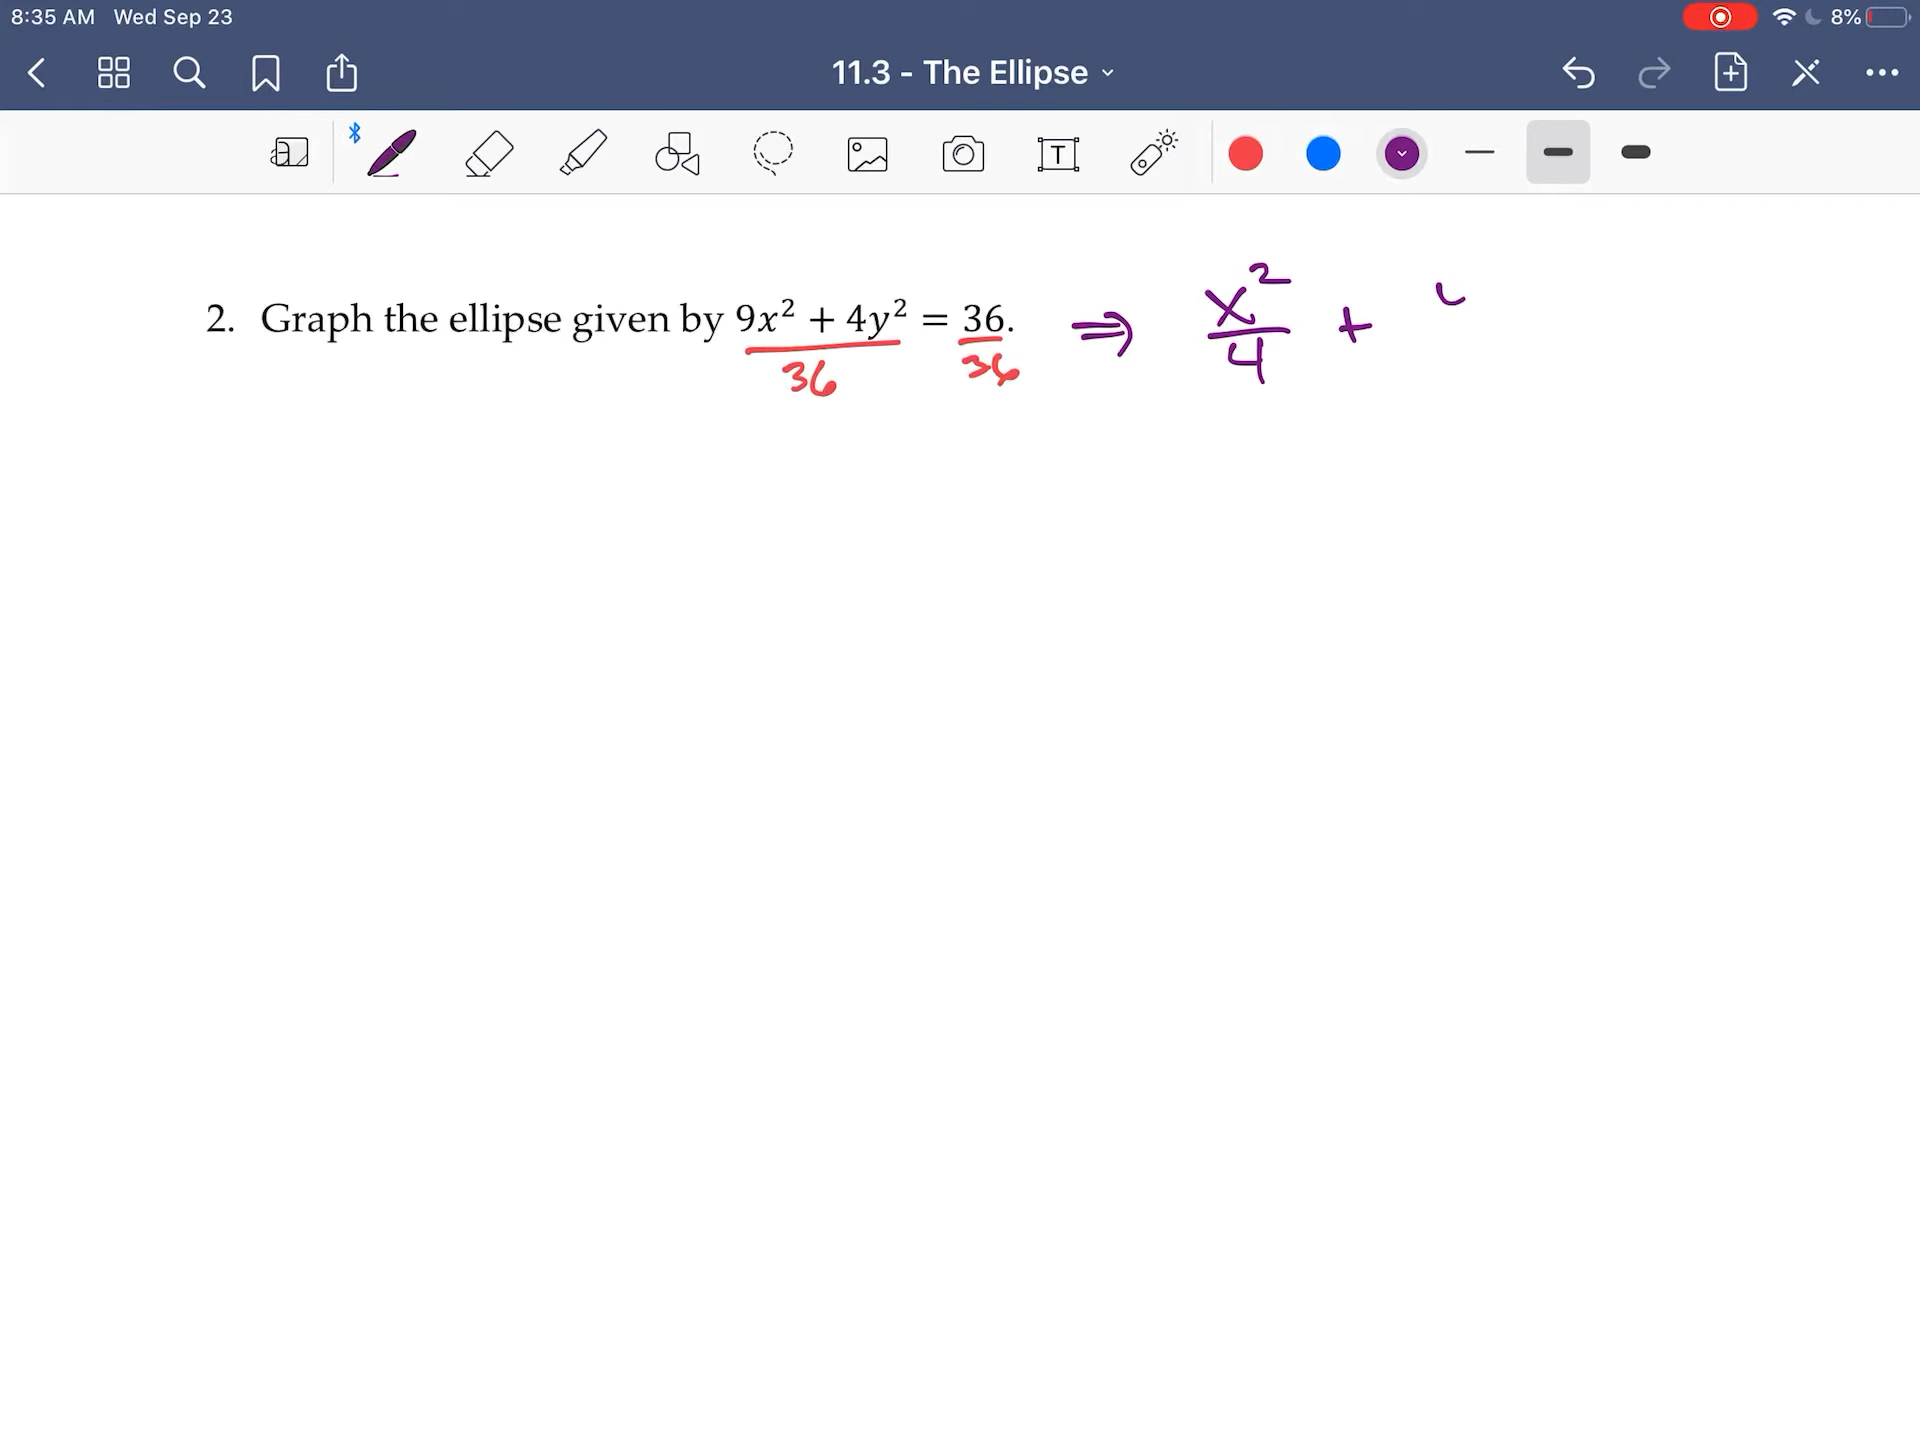 8:35 AM Wed Sep 23 8%
11.3 - The Ellipse
a T
2. Graph the ellipse given by 9x² + 4y² = 36. ⇒ x²/4 +
36 36